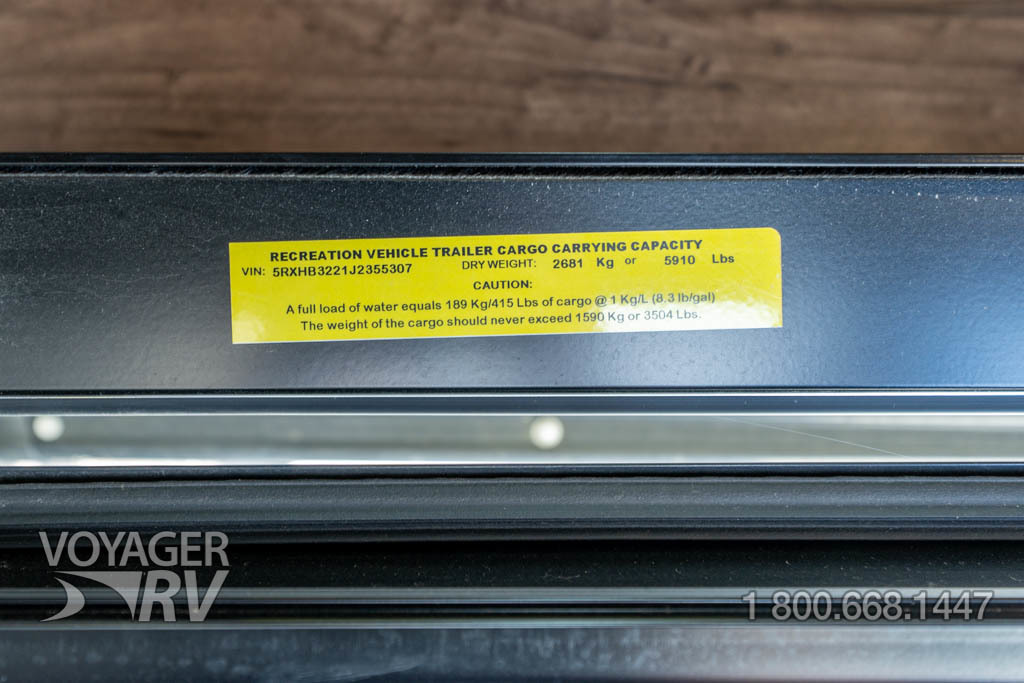 RECREATION VEHICLE TRAILER CARGO CARRYING CAPACITY
VIN: 5RXHB3221J2355307 DRY WEIGHT: 2681 Kg or 5910 Lbs
CAUTION:
A full load of water equals 189 Kg/415 Lbs of cargo @ 1 Kg/L (8.3 lb/gal)
The weight of the cargo should never exceed 1590 Kg or 3504 Lbs.
VOYAGER
RV
1 800.668.1447